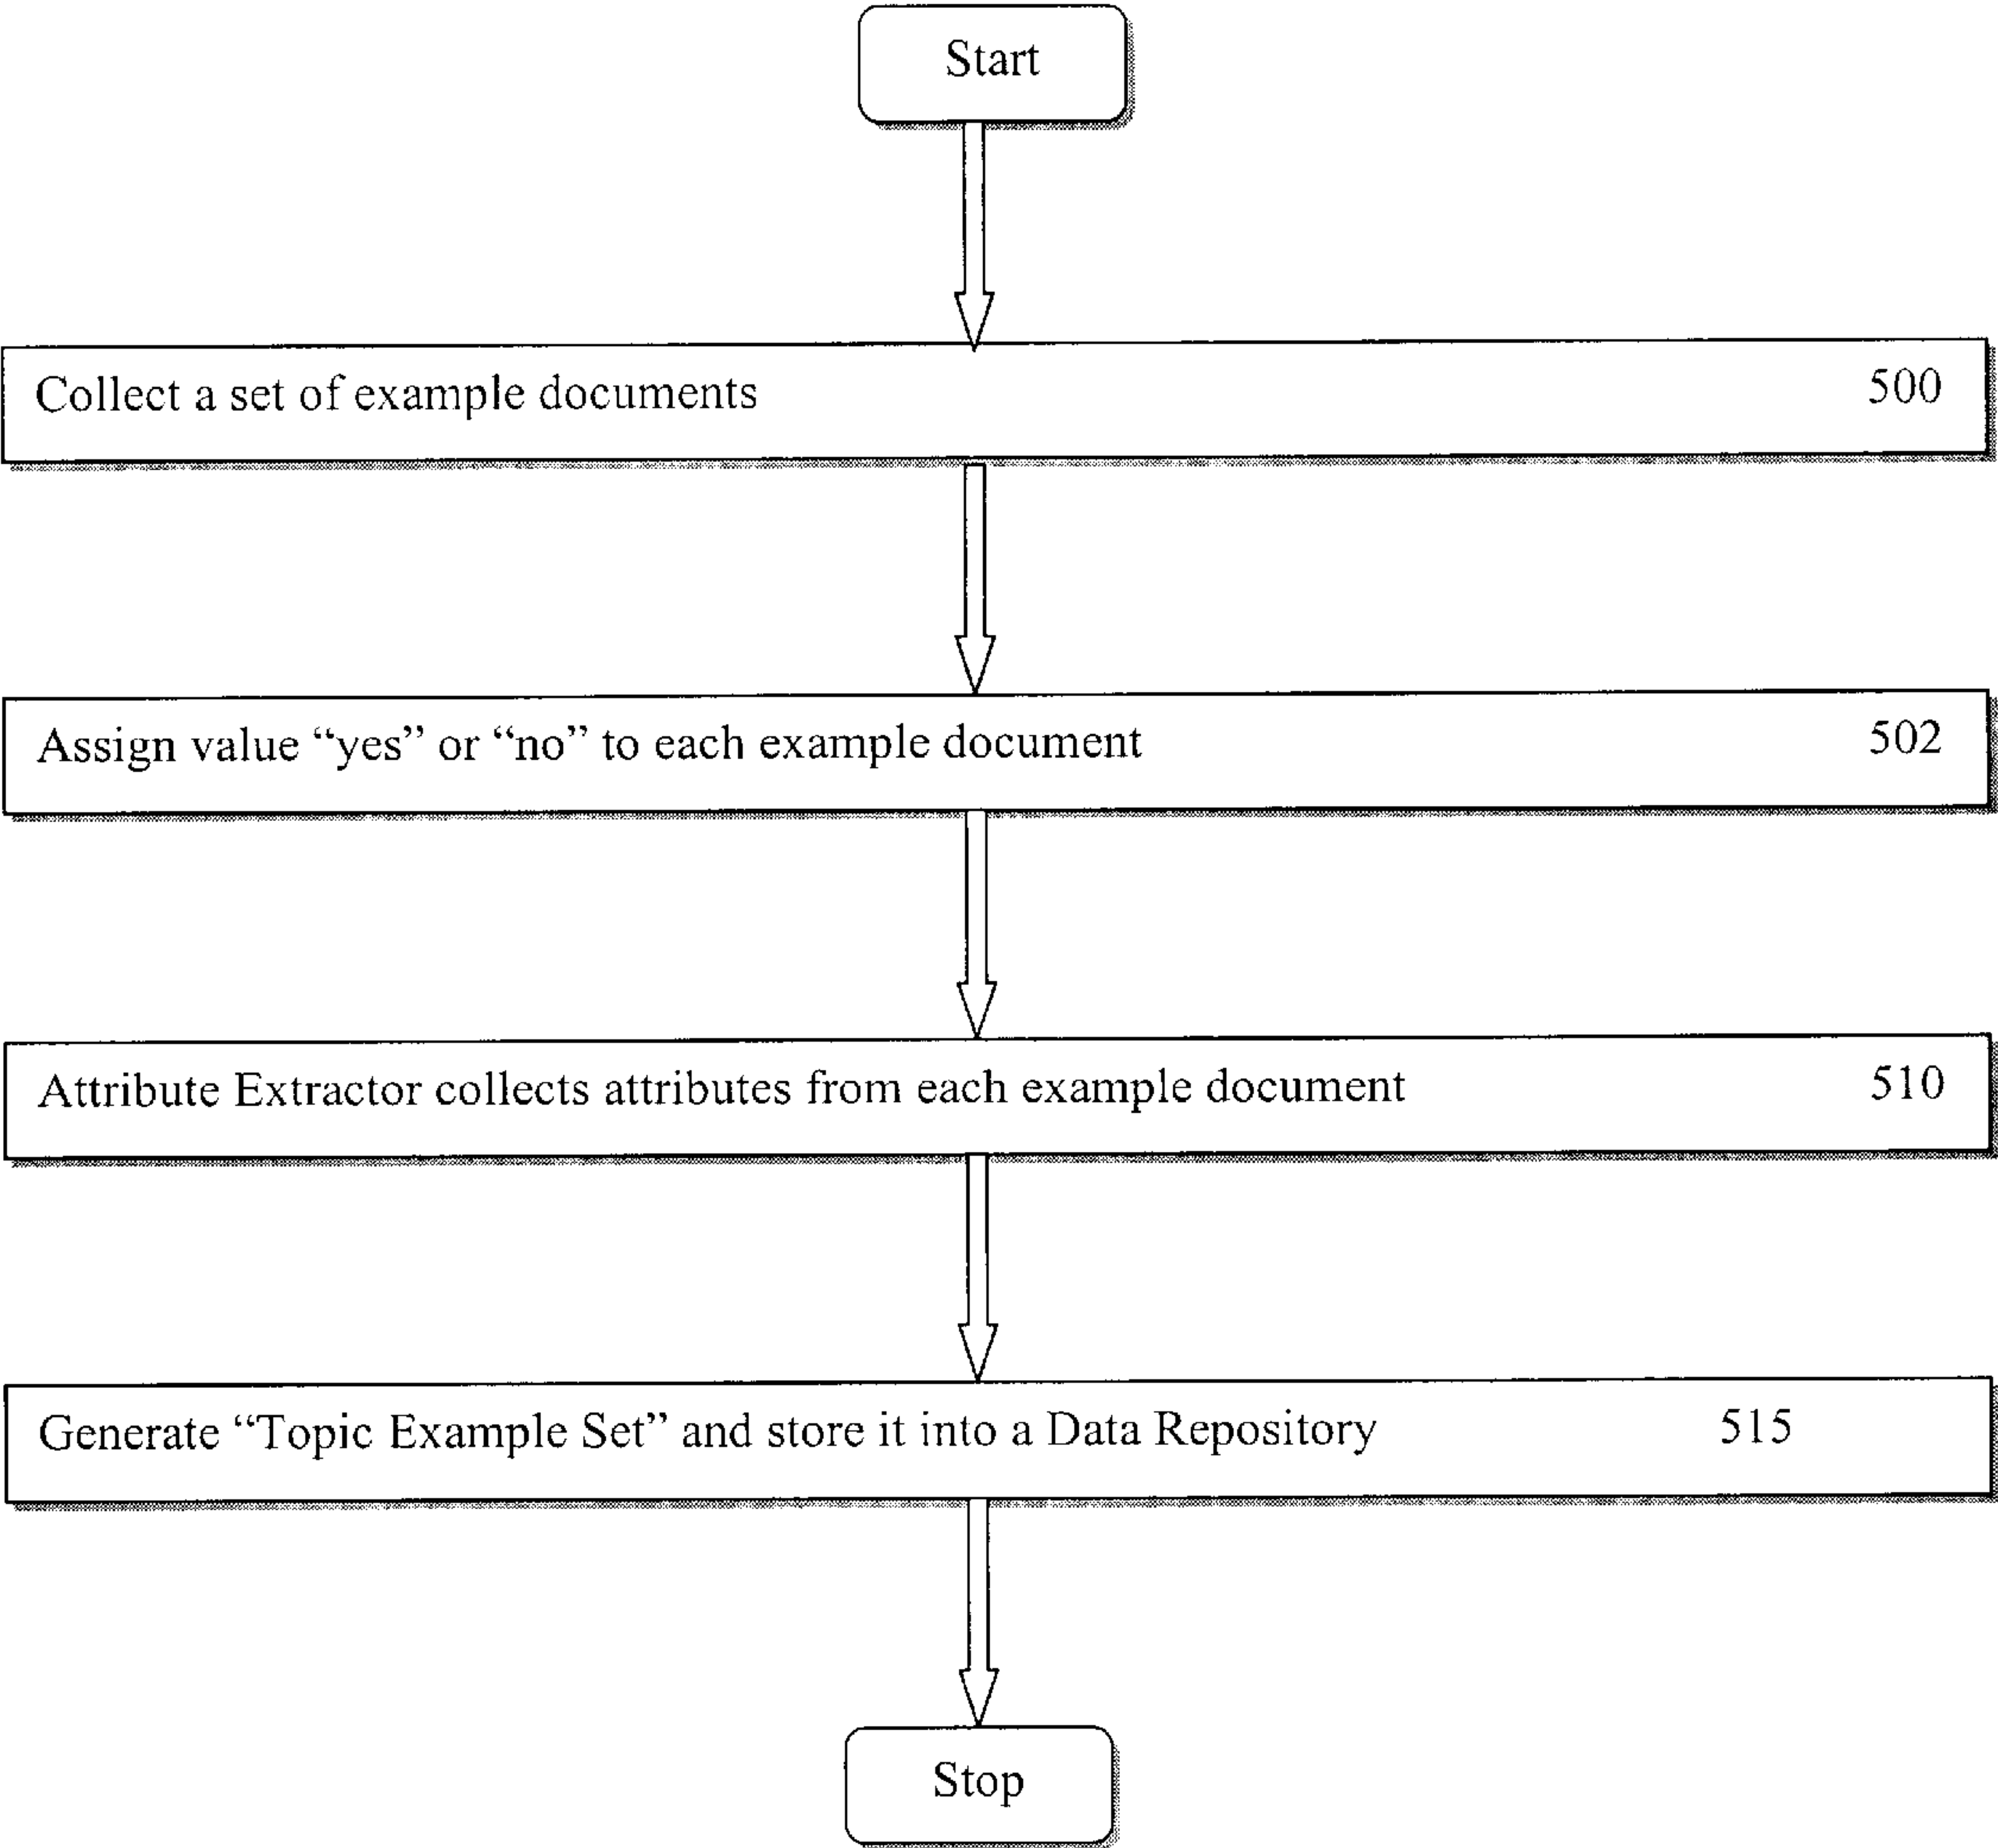 Start
Collect a set of example documents 500
Assign value “yes” or “no” to each example document 502
Attribute Extractor collects attributes from each example document 510
Generate “Topic Example Set” and store it into a Data Repository 515
Stop